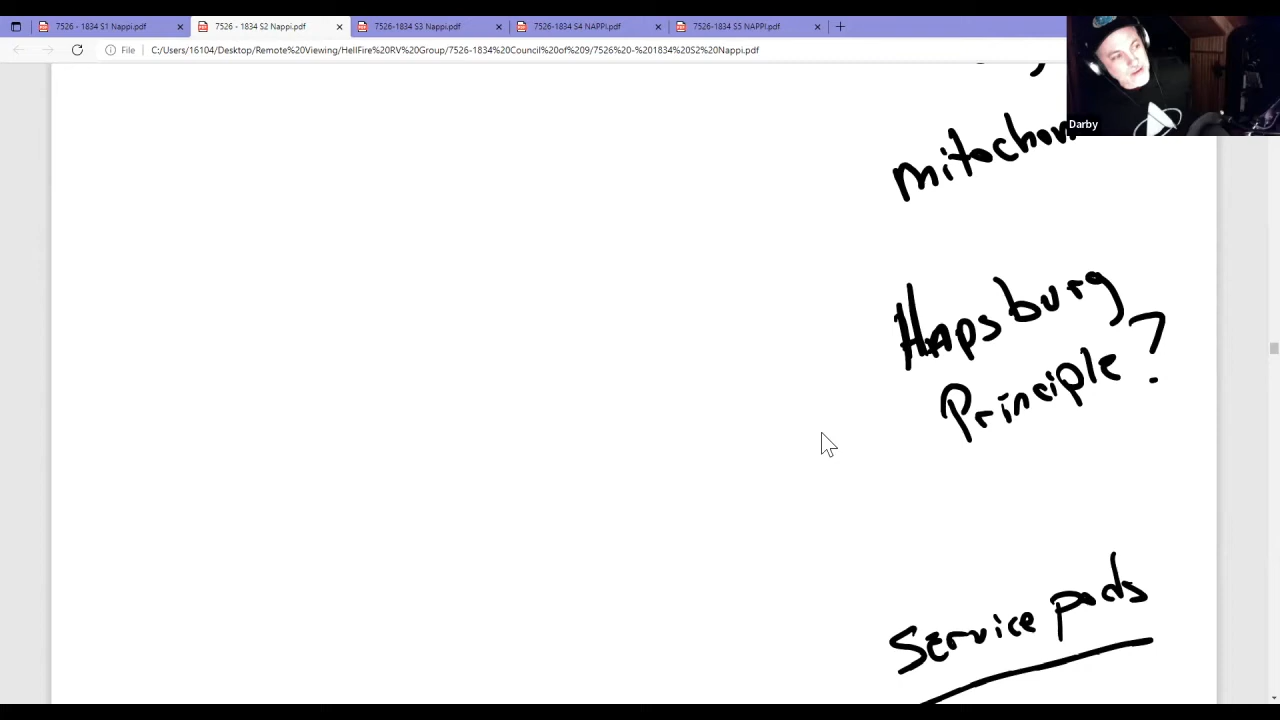 7526 - 1834 S1 Nappi.pdf
7526 - 1834 S2 Nappi.pdf
7526-1834 S3 Nappi.pdf
7526-1834 S4 NAPPI.pdf
7526-1834 S5 NAPPI.pdf
File
C:/Users/16104/Desktop/Remote%20Viewing/HellFire%20RV%20Group/7526-1834%20Council%20of%209/7526%20-%201834%20S2%20Nappi.pdf
Darby
mitochon
Hapsburg
Principle?
Service pods